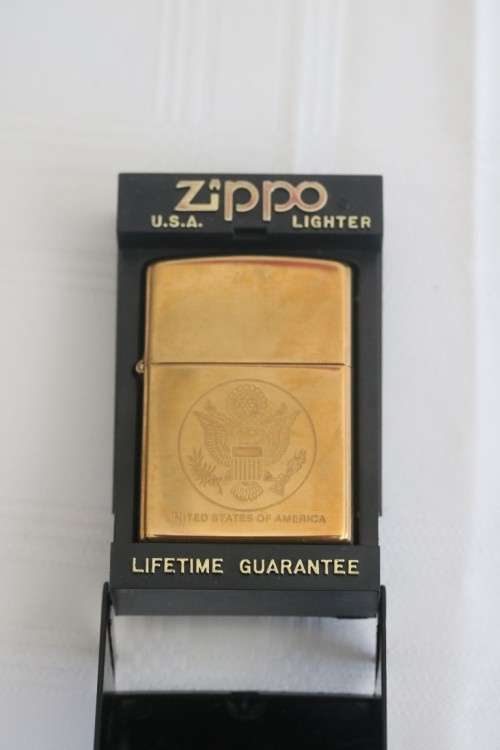 Zippo
U.S.A. LIGHTER
UNITED STATES OF AMERICA
LIFETIME GUARANTEE